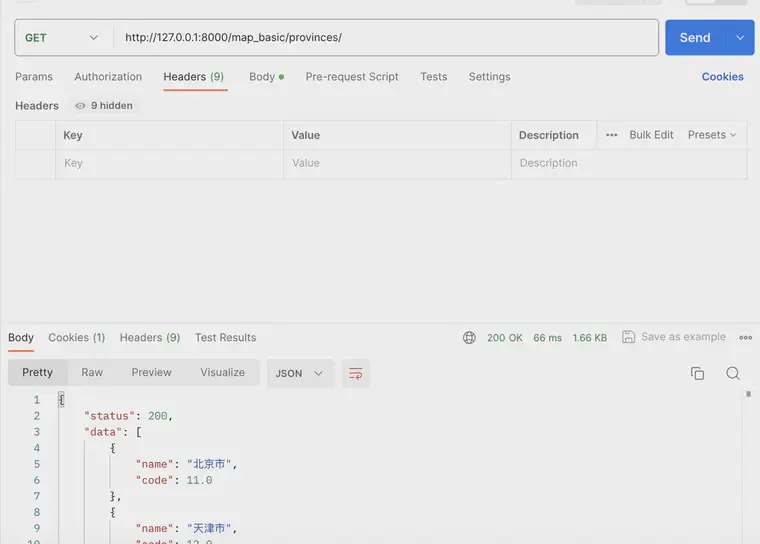 GET http://127.0.0.1:8000/map_basic/provinces/ Send
Params Authorization Headers (9) Body Pre-request Script Tests Settings Cookies
Headers 9 hidden
Key Value Description ••• Bulk Edit Presets
Key Value Description
Body Cookies (1) Headers (9) Test Results 200 OK 66 ms 1.66 KB Save as example
Pretty Raw Preview Visualize JSON
1 {
2 "status": 200,
3 "data": [
4 {
5 "name": "北京市",
6 "code": 11.0
7 },
8 {
9 "name": "天津市",
10 "code": 12.0